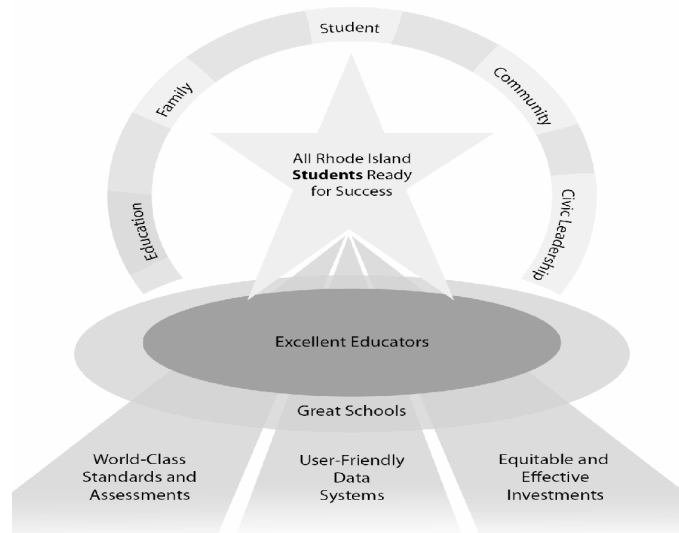 Student
Family
Community
Education
Civic Leadership
All Rhode Island
Students Ready
for Success
Excellent Educators
Great Schools
World-Class
Standards and
Assessments
User-Friendly
Data
Systems
Equitable and
Effective
Investments